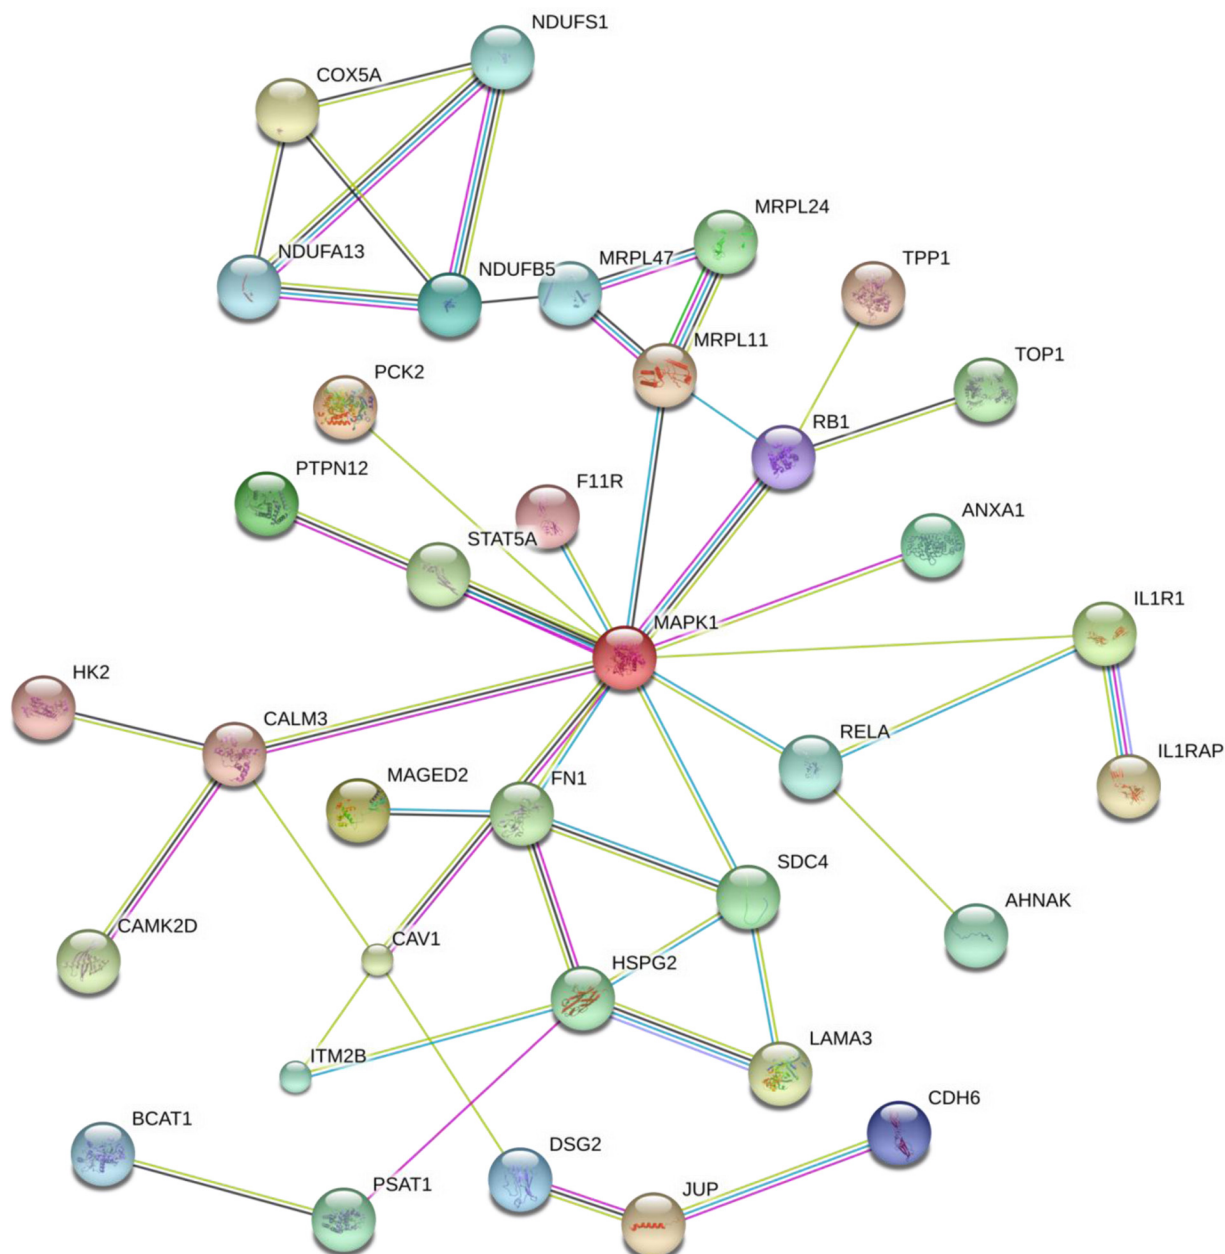 NDUFS1
COX5A
MRPL24
NDUFA13
MRPL47
TPP1
NDUFB5
MRPL11
TOP1
PCK2
RB1
PTPN12
F11R
ANXA1
STAT5A
IL1R1
MAPK1
HK2
CALM3
RELA
IL1RAP
MAGED2
FN1
SDC4
AHNAK
CAMK2D
CAV1
HSPG2
LAMA3
ITM2B
CDH6
BCAT1
DSG2
PSAT1
JUP